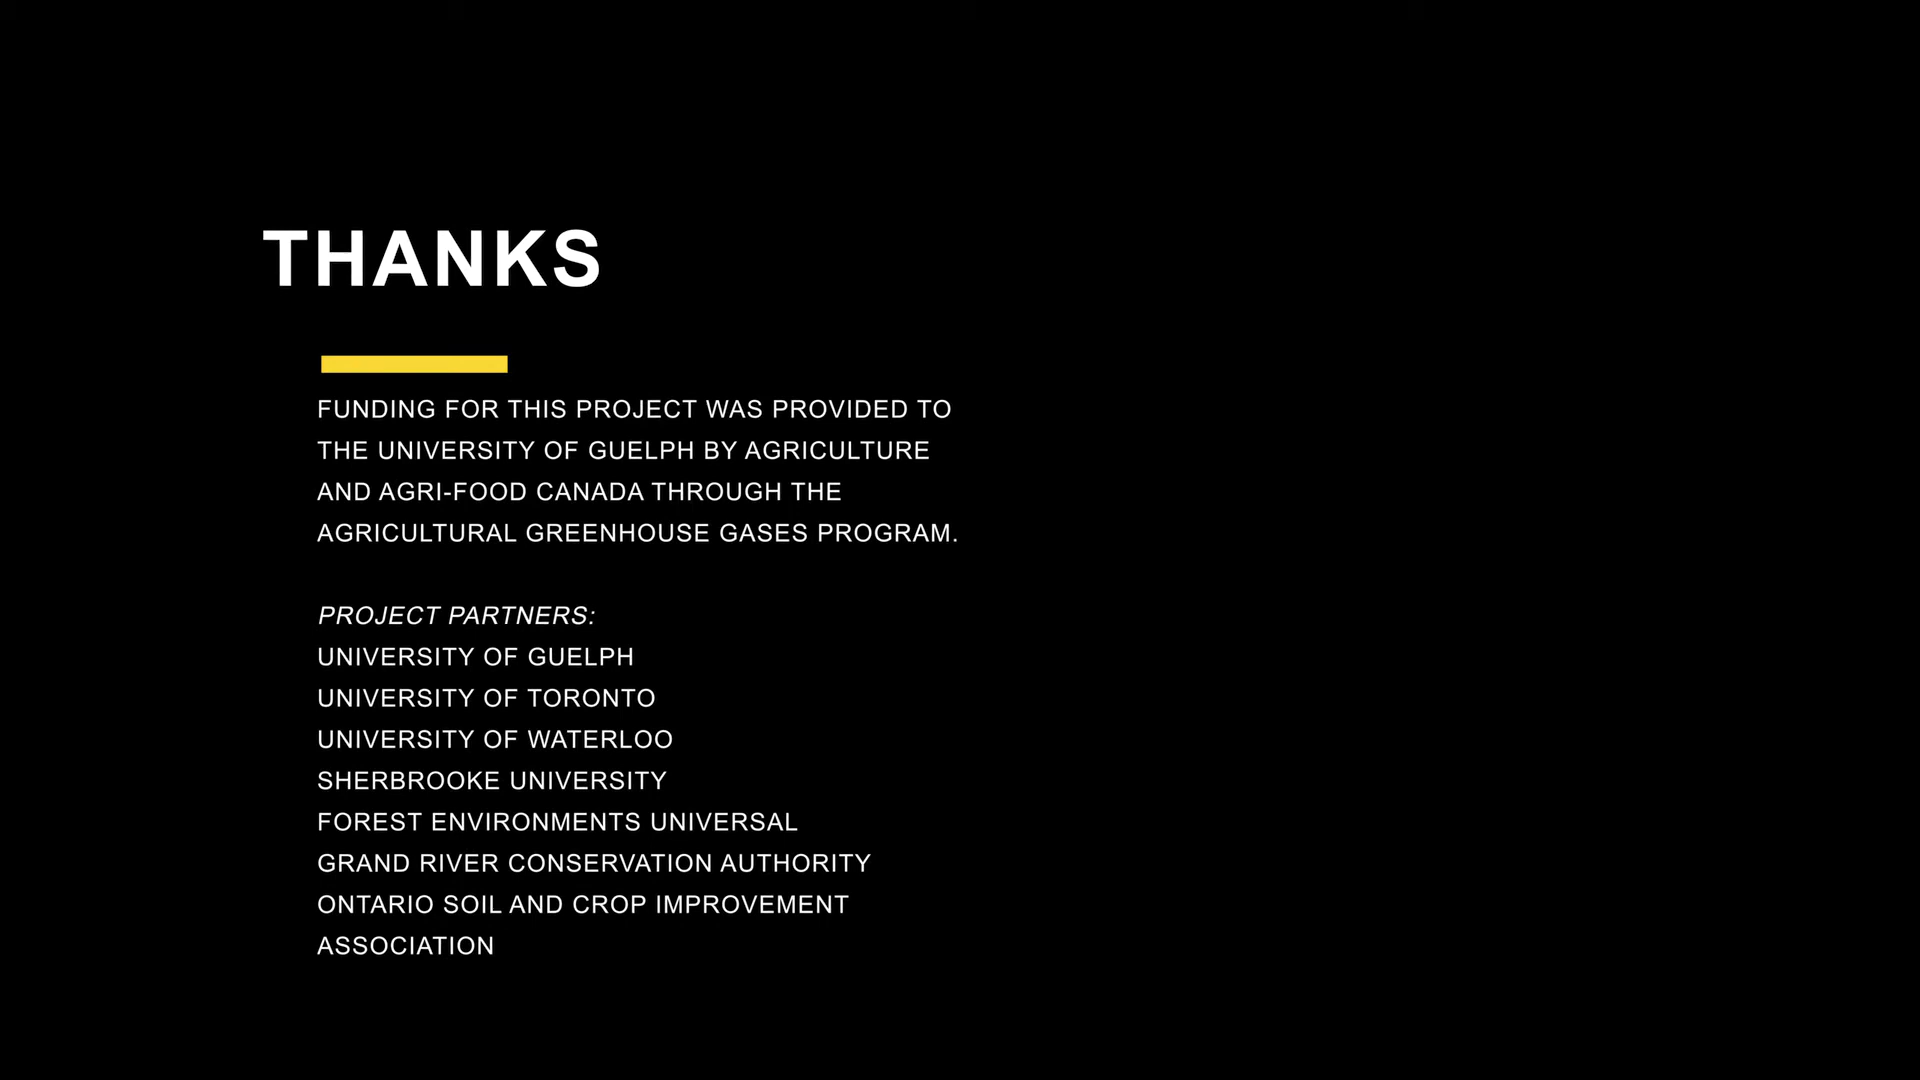 THANKS
FUNDING FOR THIS PROJECT WAS PROVIDED TO
THE UNIVERSITY OF GUELPH BY AGRICULTURE
AND AGRI-FOOD CANADA THROUGH THE
AGRICULTURAL GREENHOUSE GASES PROGRAM.
PROJECT PARTNERS:
UNIVERSITY OF GUELPH
UNIVERSITY OF TORONTO
UNIVERSITY OF WATERLOO
SHERBROOKE UNIVERSITY
FOREST ENVIRONMENTS UNIVERSAL
GRAND RIVER CONSERVATION AUTHORITY
ONTARIO SOIL AND CROP IMPROVEMENT
ASSOCIATION